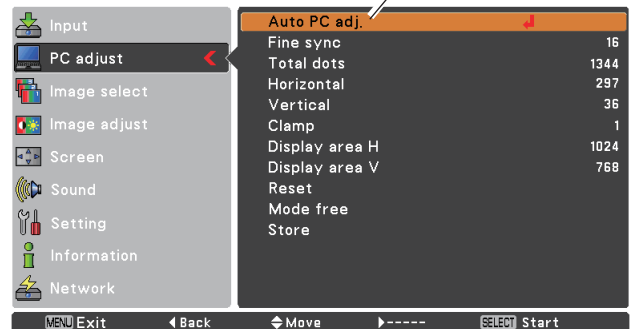 Input
PC adjust
Image select
Image adjust
Screen
Sound
Setting
Information
Network
Auto PC adj.
Fine sync 16
Total dots 1344
Horizontal 297
Vertical 36
Clamp 1
Display area H 1024
Display area V 768
Reset
Mode free
Store
MENU Exit Back Move ----- SELECT Start